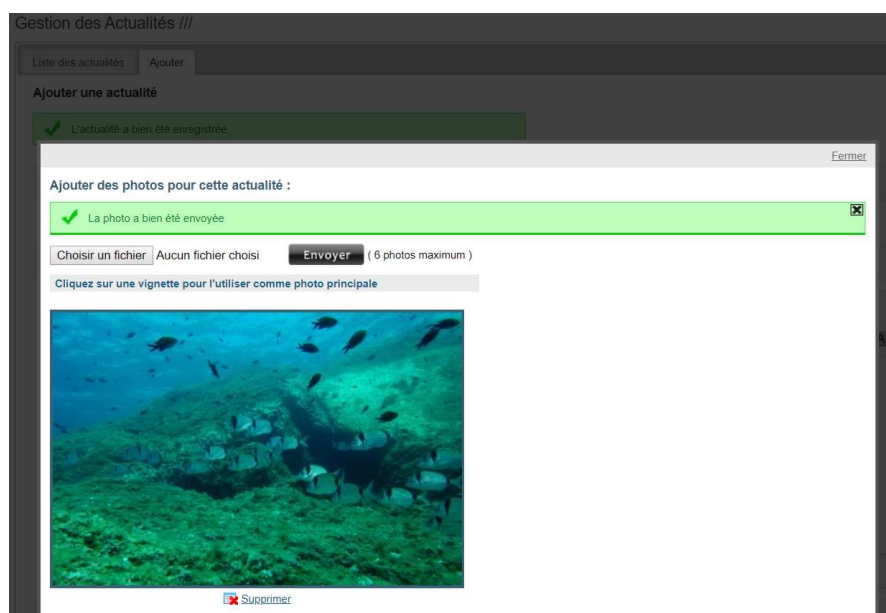 Gestion des Actualités ///
Liste des actualités Ajouter
Ajouter une actualité
L'actualité a bien été enregistrée
Fermer
Ajouter des photos pour cette actualité :
La photo a bien été envoyée
Choisir un fichier Aucun fichier choisi Envoyer ( 6 photos maximum )
Cliquez sur une vignette pour l'utiliser comme photo principale
Supprimer